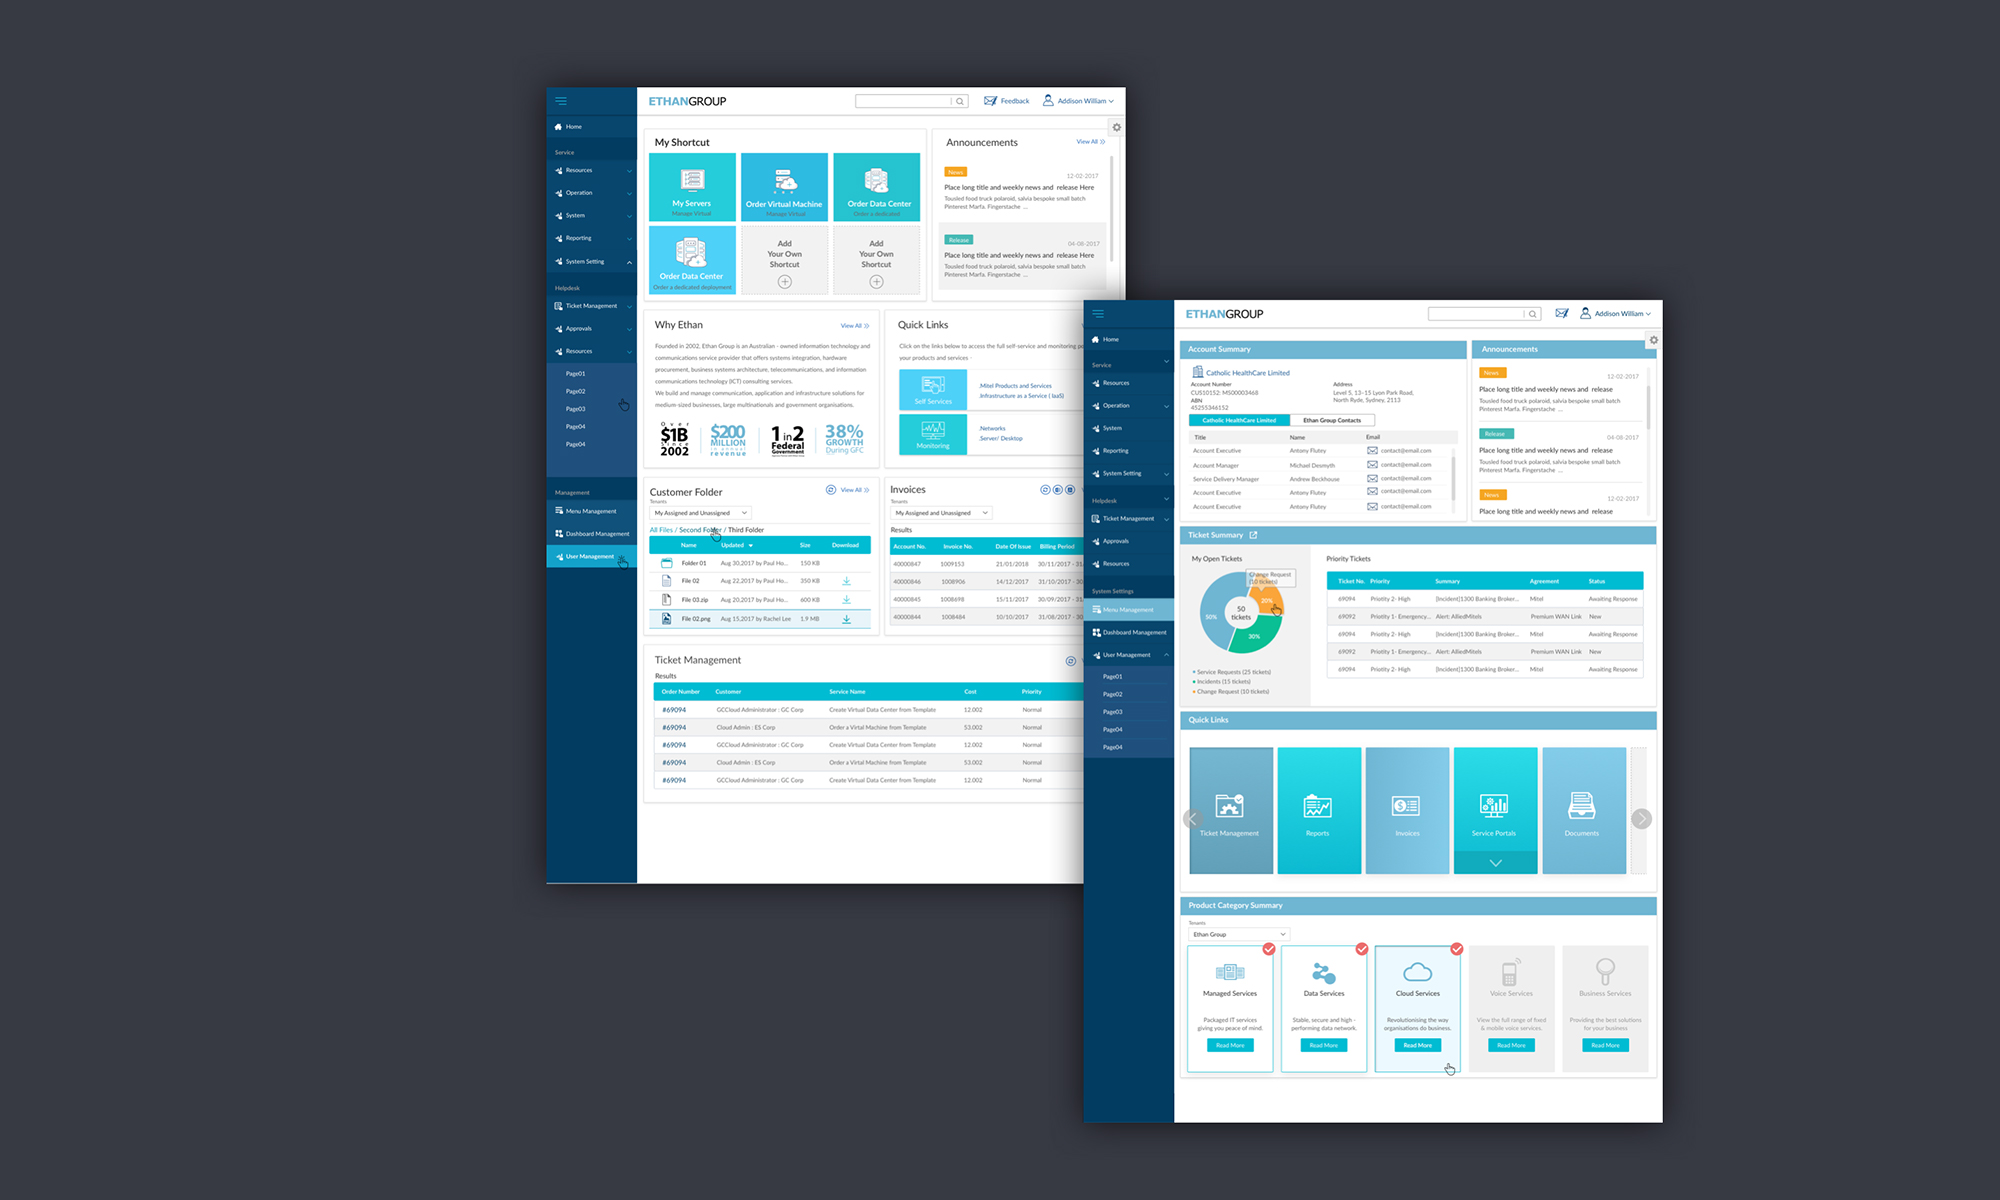 ETHANGROUP
Feedback
Addison William
Home
Service
Resources
Operation
System
Reporting
System Setting
Helpdesk
Ticket Management
Approvals
Resources
Page01
Page02
Page03
Page04
Page04
Management
Menu Management
Dashboard Management
User Management
My Shortcut
My Servers
Manage Virtual
Order Virtual Machine
Manage Virtual
Order Data Center
Order a dedicated
Order Data Center
Order a dedicated deployment
Add
Your Own
Shortcut
Add
Your Own
Shortcut
Announcements
View All
News
12-02-2017
Place long title and weekly news and release Here
Tousled food truck polaroid, salvia bespoke small batch
Pinterest Marfa. Fingerstache ...
Release
04-08-2017
Place long title and weekly news and release Here
Tousled food truck polaroid, salvia bespoke small batch
Pinterest Marfa. Fingerstache ...
Why Ethan
View All
Founded in 2002, Ethan Group is an Australian - owned information technology and
communications service provider that offers systems integration, hardware
procurement, business systems architecture, telecommunications, and information
communications technology (ICT) consulting services.
We build and manage communication, application and infrastructure solutions for
medium-sized businesses, large multinationals and government organisations.
Over
$1B
Since
2002
$200
MILLION
in annual
revenue
1 in 2
Federal
Government
38%
GROWTH
During GFC
Quick Links
Click on the links below to access the full self-service and monitoring
your products and services -
Self Services
.Mitel Products and Services
.Infrastructure as a Service ( IaaS)
Monitoring
.Networks
Server/ Desktop
Customer Folder
View All
Tenants
My Assigned and Unassigned
All Files / Second Folder / Third Folder
Name Updated Size Download
Folder 01 Aug 30,2017 by Paul Ho... 150 KB
File 02 Aug 22,2017 by Paul Ho... 350 KB
File 03.zip Aug 20,2017 by Paul Ho... 600 KB
File 02.png Aug 15,2017 by Rachel Lee 1.9 MB
Invoices
Tenants
My Assigned and Unassigned
Results
Account No. Invoice No. Date Of Issue Billing Period
40000847 1009153 21/01/2018 30/11/2017 - 31
40000846 1008906 14/12/2017 31/10/2017 - 30
40000845 1008698 15/11/2017 30/09/2017 - 31
40000844 1008484 10/10/2017 31/08/2017 - 30
Ticket Management
Results
Order Number Customer Service Name Cost Priority
#69094 GCCloud Administrator : GC Corp Create Virtual Data Center from Template 12.002 Normal
#69094 Cloud Admin : ES Corp Order a Virtal Machine from Template 53.002 Normal
#69094 GCCloud Administrator : GC Corp Create Virtual Data Center from Template 12.002 Normal
#69094 Cloud Admin : ES Corp Order a Virtal Machine from Template 53.002 Normal
#69094 GCCloud Administrator : GC Corp Create Virtual Data Center from Template 12.002 Normal
ETHANGROUP
Addison William
Home
Service
Resources
Operation
System
Reporting
System Setting
Helpdesk
Ticket Management
Approvals
Resources
System Settings
Menu Management
Dashboard Management
User Management
Page01
Page02
Page03
Page04
Page04
Account Summary
Catholic HealthCare Limited
Account Number
CUS10152; MS00003468
ABN
45255346152
Address
Level 5, 13-15 Lyon Park Road,
North Ryde, Sydney, 2113
Catholic HealthCare Limited
Ethan Group Contacts
Title Name Email
Account Executive Antony Flutey contact@email.com
Account Manager Michael Desmyth contact@email.com
Service Delivery Manager Andrew Beckhouse contact@email.com
Account Executive Antony Flutey contact@email.com
Account Executive Antony Flutey contact@email.com
Announcements
News
12-02-2017
Place long title and weekly news and release
Tousled food truck polaroid, salvia bespoke small batch
Pinterest Marfa. Fingerstache ...
Release
04-08-2017
Place long title and weekly news and release
Tousled food truck polaroid, salvia bespoke small batch
Pinterest Marfa. Fingerstache ...
News
12-02-2017
Place long title and weekly news and release
Ticket Summary
My Open Tickets
Change Request
(10 tickets)
20%
50
tickets
50%
30%
Service Requests (25 tickets)
Incidents (15 tickets)
Change Request (10 tickets)
Priority Tickets
Ticket No. Priority Summary Agreement Status
69094 Priotity 2- High [Incident]1300 Banking Broker... Mitel Awaiting Response
69092 Priotity 1- Emergency... Alert: AlliedMitels Premium WAN Link New
69094 Priotity 2- High [Incident]1300 Banking Broker... Mitel Awaiting Response
69092 Priotity 1- Emergency... Alert: AlliedMitels Premium WAN Link New
69094 Priotity 2- High [Incident]1300 Banking Broker... Mitel Awaiting Response
Quick Links
Ticket Management
Reports
Invoices
Service Portals
Documents
Product Category Summary
Tenants
Ethan Group
Managed Services
Packaged IT services
giving you peace of mind.
Read More
Data Services
Stable, secure and high -
performing data network.
Read More
Cloud Services
Revolutionising the way
organisations do business.
Read More
Voice Services
View the full range of fixed
& mobile voice services.
Read More
Business Services
Providing the best solutions
for your business
Read More